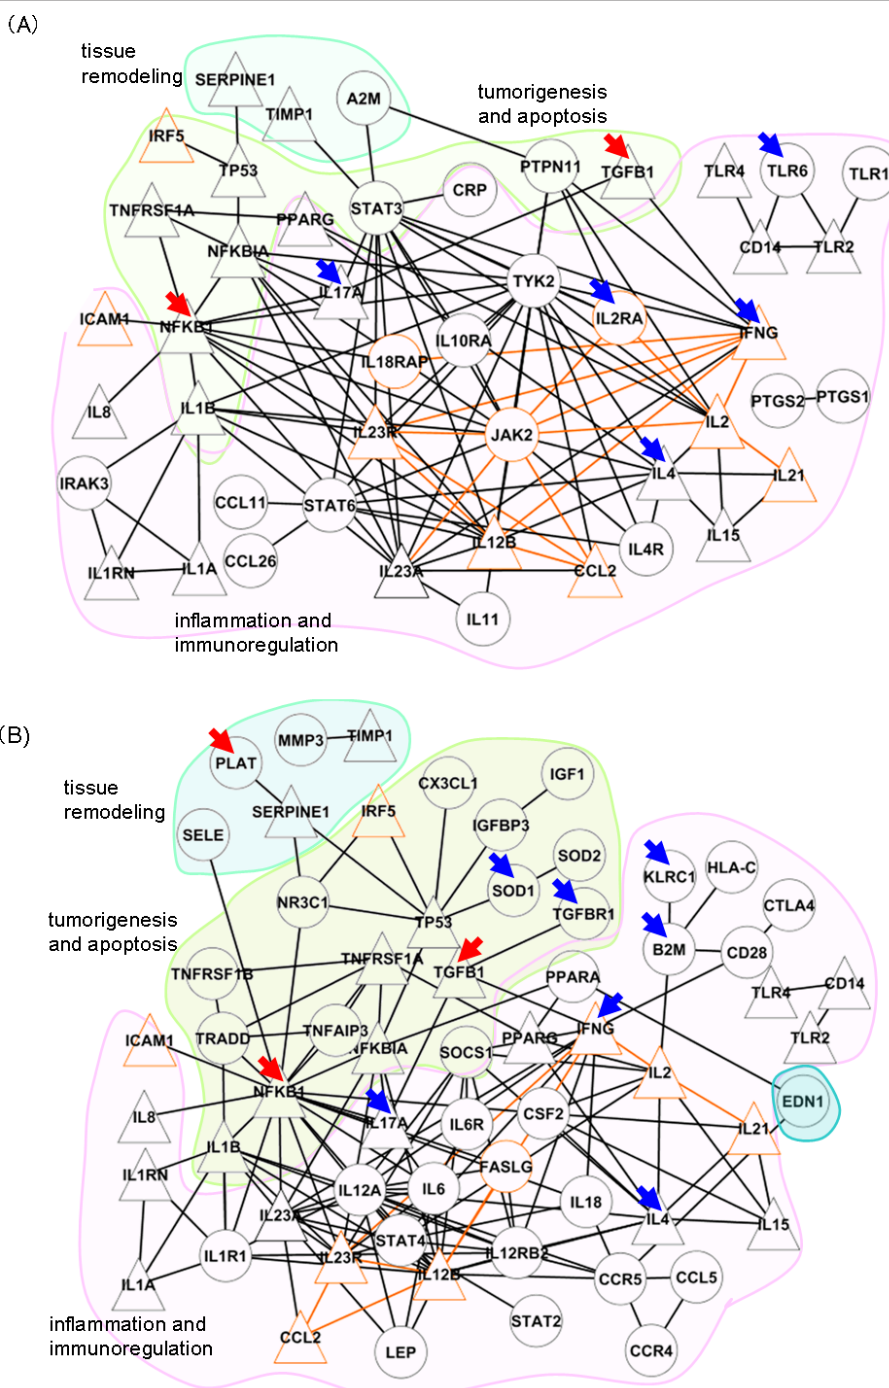 (A)
tissue
remodeling
SERPINE1
TIMP1
A2M
tumorigenesis
and apoptosis
IRF5
TP53
PTPN11
TGFB1
TLR4
TLR6
TLR1
CRP
TNFRSF1A
PPARG
STAT3
NFKBIA
CD14
TLR2
IL17A
TYK2
ICAM1
NFKB1
IL2RA
IFNG
IL10RA
IL18RAP
PTGS2
PTGS1
IL8
IL1B
IL23R
JAK2
IL2
IRAK3
CCL11
STAT6
IL4
IL21
IL1RN
IL1A
CCL26
IL23A
IL12B
CCL2
IL4R
IL15
IL11
inflammation and
immunoregulation
(B)
PLAT
MMP3
TIMP1
tissue
remodeling
SERPINE1
IRF5
CX3CL1
IGF1
IGFBP3
SELE
SOD2
SOD1
KLRC1
HLA-C
NR3C1
TP53
TGFBR1
CTLA4
tumorigenesis
and apoptosis
B2M
CD28
TNFRSF1B
TNFRSF1A
TGFB1
PPARA
TLR4
CD14
ICAM1
TRADD
TNFAIP3
NFKBIA
SOCS1
PPARG
IFNG
TLR2
IL2
NFKB1
EDN1
IL8
IL17A
IL6R
CSF2
IL21
IL1B
IL1RN
FASLG
IL12A
IL6
IL18
IL23A
IL4
IL15
STAT4
IL1R1
IL23R
IL12B
IL12RB2
CCR5
CCL5
IL1A
inflammation and
immunoregulation
CCL2
LEP
STAT2
CCR4